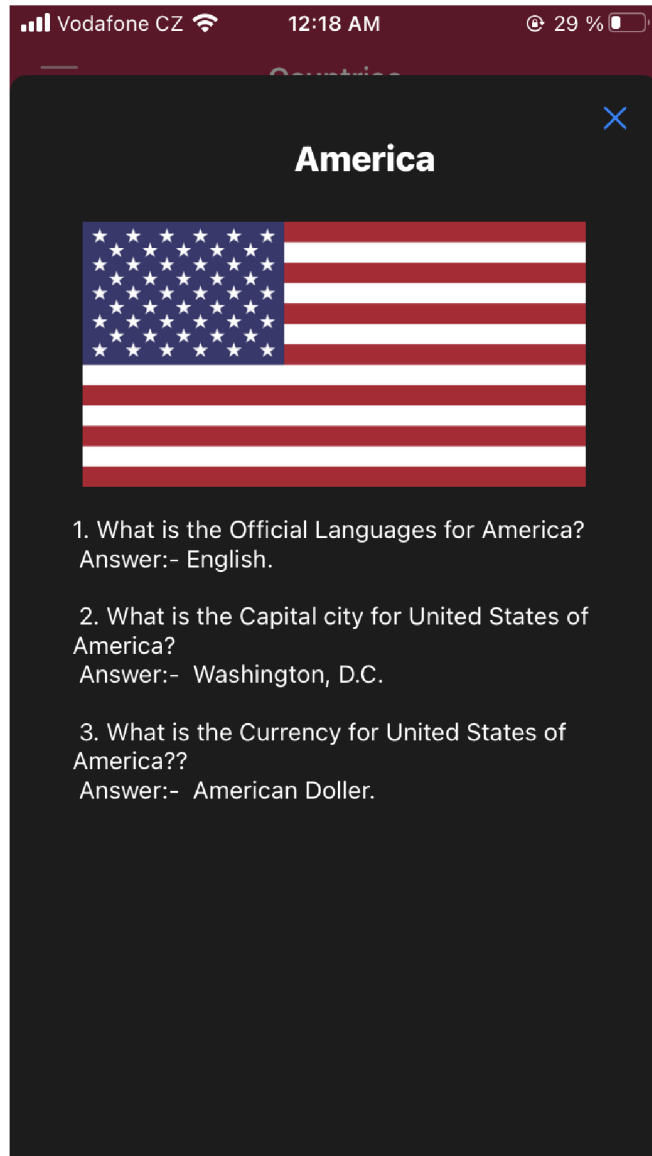 Vodafone CZ 12:18 AM 29 %
Countries
America
1. What is the Official Languages for America?
Answer:- English.
2. What is the Capital city for United States of
America?
Answer:- Washington, D.C.
3. What is the Currency for United States of
America??
Answer:- American Doller.